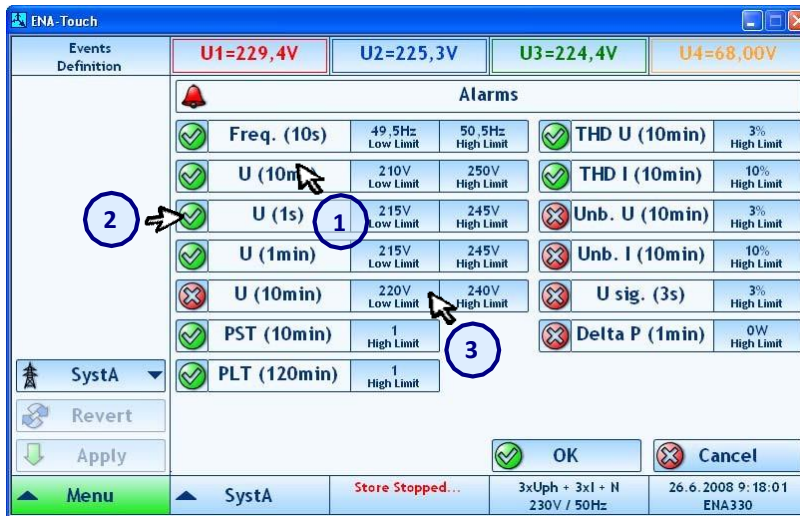 ENA-Touch
Events
Definition
U1=229,4V
U2=225,3V
U3=224,4V
U4=68,00V
Alarms
Freq. (10s)
49,5Hz
Low Limit
50,5Hz
High Limit
THD U (10min)
3%
High Limit
U (10m
210V
Low Limit
250V
High Limit
THD I (10min)
10%
High Limit
2
U (1s)
1
215V
Low Limit
245V
High Limit
Unb. U (10min)
3%
High Limit
U (1min)
215V
Low Limit
245V
High Limit
Unb. I (10min)
10%
High Limit
U (10min)
220V
Low Limit
240V
High Limit
U sig. (3s)
3%
High Limit
PST (10min)
1
High Limit
3
Delta P (1min)
0W
High Limit
SystA
PLT (120min)
1
High Limit
Revert
Apply
OK
Cancel
Menu
SystA
Store Stopped...
3xUph + 3xI + N
230V / 50Hz
26.6.2008 9:18:01
ENA330